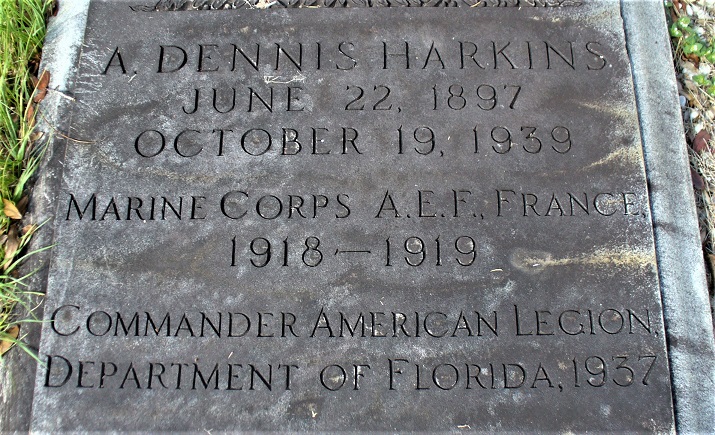 A. DENNIS HARKINS
JUNE 22, 1897
OCTOBER 19, 1939
MARINE CORPS A.E.F., FRANCE,
1918—1919
COMMANDER AMERICAN LEGION,
DEPARTMENT OF FLORIDA, 1937